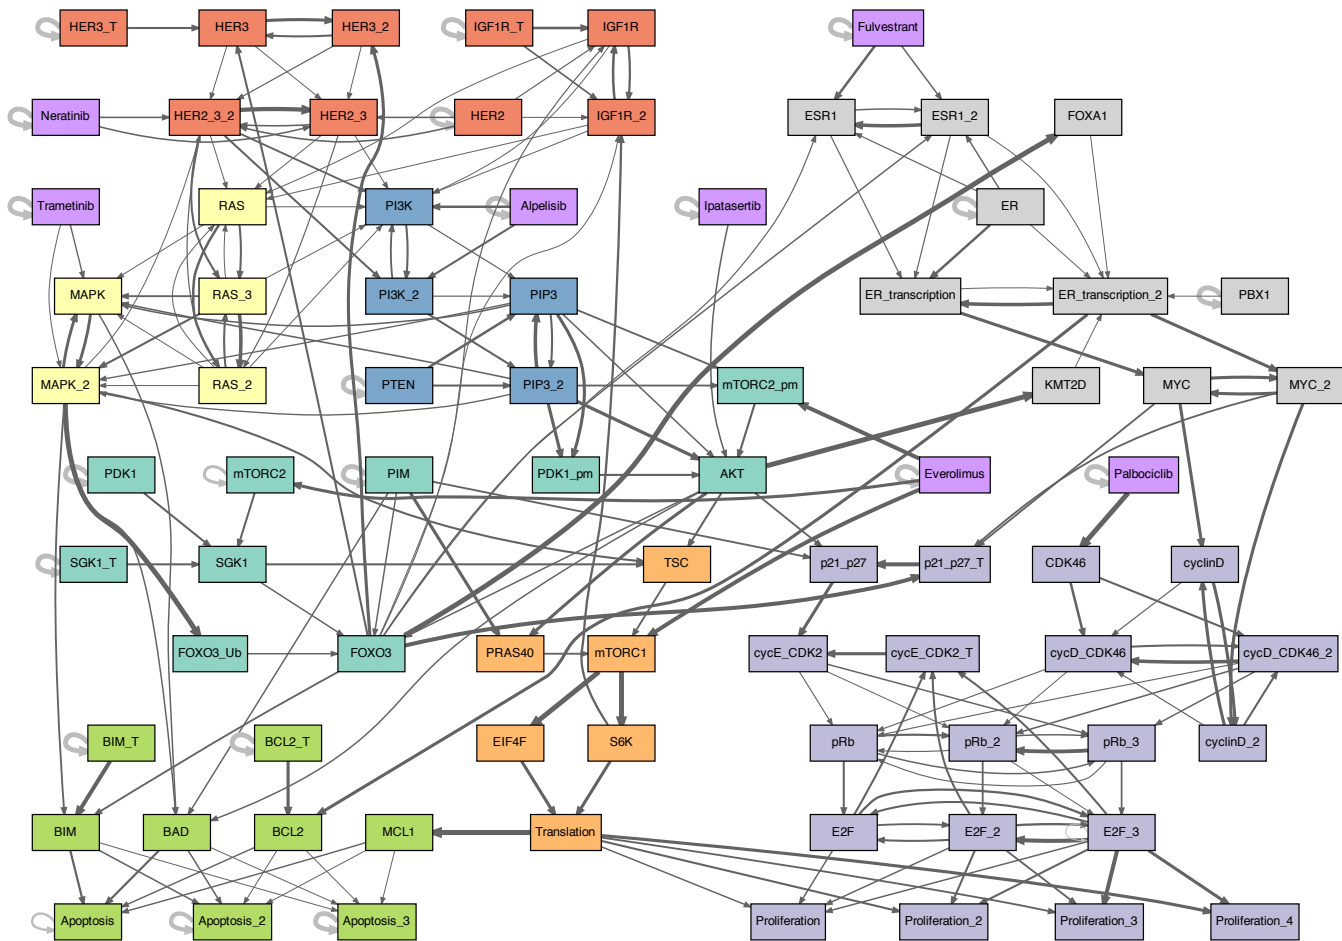 HER3_T
HER3
HER3_2
IGF1R_T
IGF1R
Fulvestrant
Neratinib
HER2_3_2
HER2_3
HER2
IGF1R_2
ESR1
ESR1_2
FOXA1
Trametinib
RAS
PI3K
Alpelisib
Ipatasertib
ER
MAPK
RAS_3
PI3K_2
PIP3
ER_transcription
ER_transcription_2
PBX1
MAPK_2
RAS_2
PTEN
PIP3_2
mTORC2_pm
KMT2D
MYC
MYC_2
PDK1
mTORC2
PIM
PDK1_pm
AKT
Everolimus
Palbociclib
SGK1_T
SGK1
TSC
p21_p27
p21_p27_T
CDK46
cyclinD
FOXO3_Ub
FOXO3
PRAS40
mTORC1
cycE_CDK2
cycE_CDK2_T
cycD_CDK46
cycD_CDK46_2
BIM_T
BCL2_T
EIF4F
S6K
pRb
pRb_2
pRb_3
cyclinD_2
BIM
BAD
BCL2
MCL1
Translation
E2F
E2F_2
E2F_3
Apoptosis
Apoptosis_2
Apoptosis_3
Proliferation
Proliferation_2
Proliferation_3
Proliferation_4